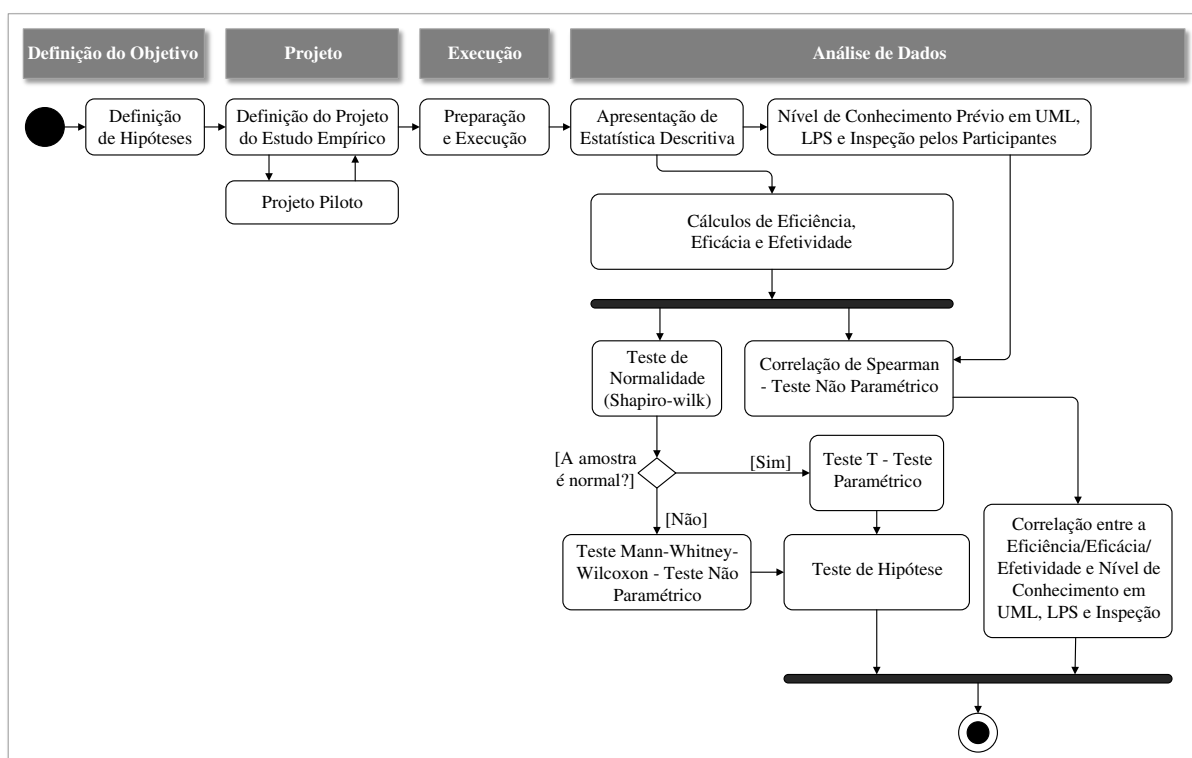 Definição do Objetivo
Projeto
Execução
Análise de Dados
Definição
de Hipóteses
Definição do Projeto
do Estudo Empírico
Preparação
e Execução
Apresentação de
Estatística Descritiva
Nível de Conhecimento Prévio em UML,
LPS e Inspeção pelos Participantes
Projeto Piloto
Cálculos de Eficiência,
Eficácia e Efetividade
Teste de
Normalidade
(Shapiro-wilk)
Correlação de Spearman
- Teste Não Paramétrico
[A amostra
é normal?]
[Sim]
Teste T - Teste
Paramétrico
[Não]
Teste Mann-Whitney-
Wilcoxon - Teste Não
Paramétrico
Teste de Hipótese
Correlação entre a
Eficiência/Eficácia/
Efetividade e Nível de
Conhecimento em
UML, LPS e Inspeção